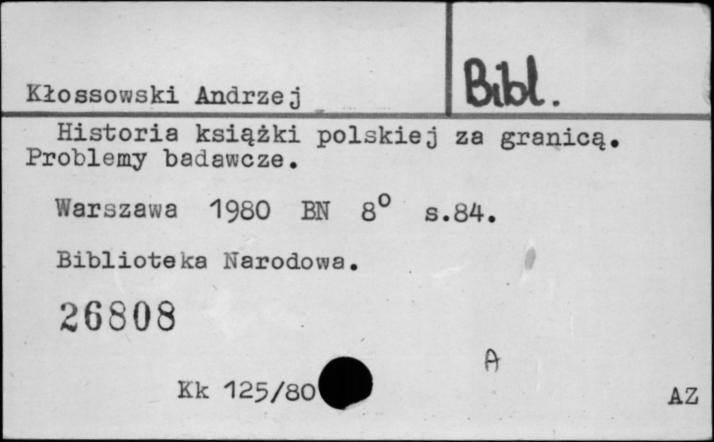 Kłossowski Andrzej
Bibl.
Historia książki polskiej za granicą.
Problemy badawcze.
Warszawa 1980 BN 8° s.84.
Biblioteka Narodowa.
26808
A
Kk 125/80
AZ